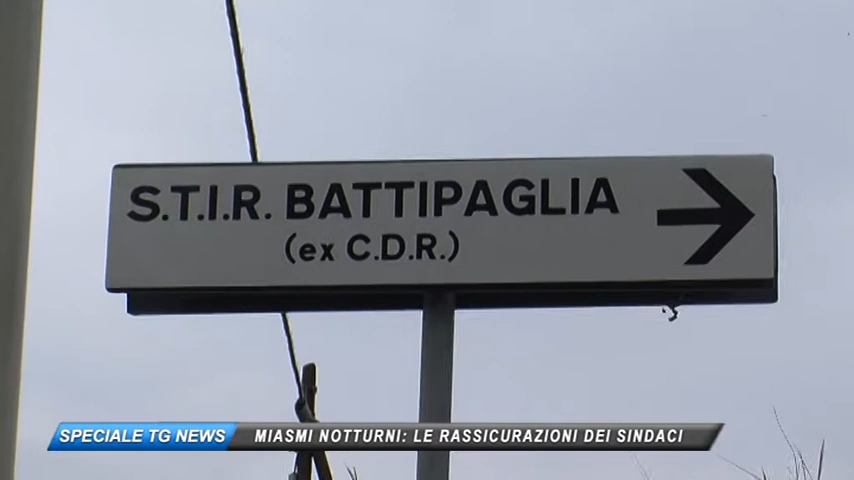 S.T.I.R. BATTIPAGLIA
(ex C.D.R.)
SPECIALE TG NEWS
MIASMI NOTTURNI: LE RASSICURAZIONI DEI SINDACI